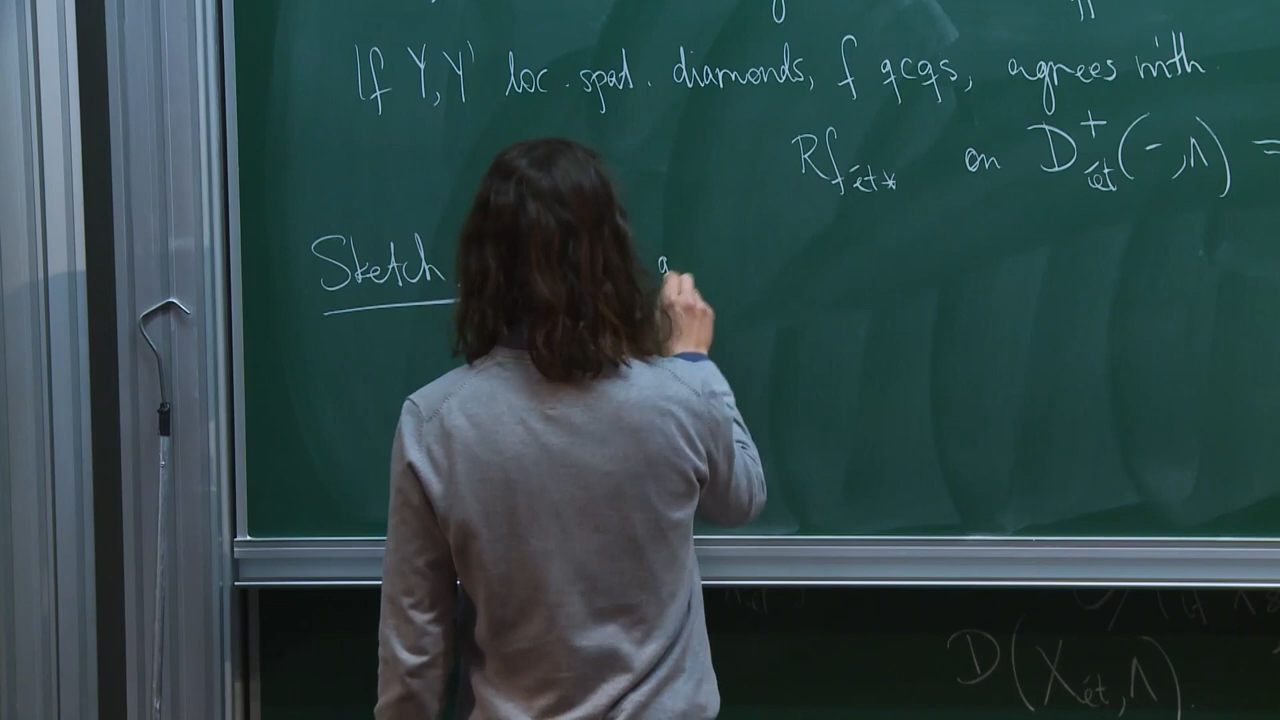 If Y, Y' loc. spat. diamonds, f qcqs, agrees with
Rf_ét* on D⁺_ét(-, Λ) =
Sketch
D(X_ét, Λ).